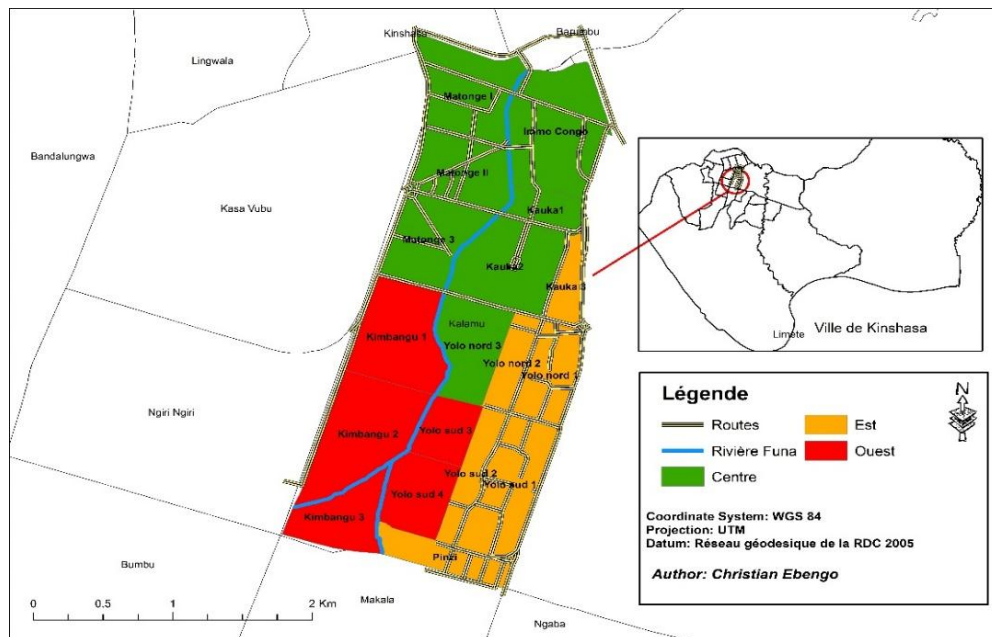 Kinshasa
Barumbu
Lingwala
Matonge I
Iromo Congo
Bandalungwa
Matonge II
Kasa Vubu
Kauka1
Motonge 3
Kauka2
Kauka 3
Kalamu
Kimbangu 1
Yolo nord 3
Yolo nord 2
Yolo nord 1
Ngiri Ngiri
Kimbangu 2
Yolo sud 3
Yolo sud 2
Yolo sud 1
Yolo sud 4
Kimbangu 3
Pinzi
Bumbu
Makala
Ngaba
0 0.5 1 2 Km
Limete
Ville de Kinshasa
Légende
N
Routes
Est
Rivière Funa
Ouest
Centre
Coordinate System: WGS 84
Projection: UTM
Datum: Réseau géodesique de la RDC 2005
Author: Christian Ebengo